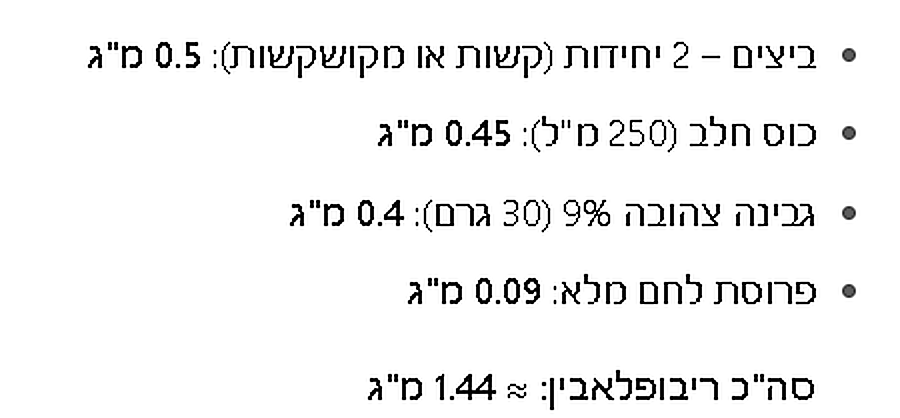 • ביצים – 2 יחידות (קשות או מקושקשות): 0.5 מ"ג
• כוס חלב (250 מ"ל): 0.45 מ"ג
• גבינה צהובה 9% (30 גרם): 0.4 מ"ג
• פרוסת לחם מלא: 0.09 מ"ג
סה"כ ריבופלאבין: ≈ 1.44 מ"ג